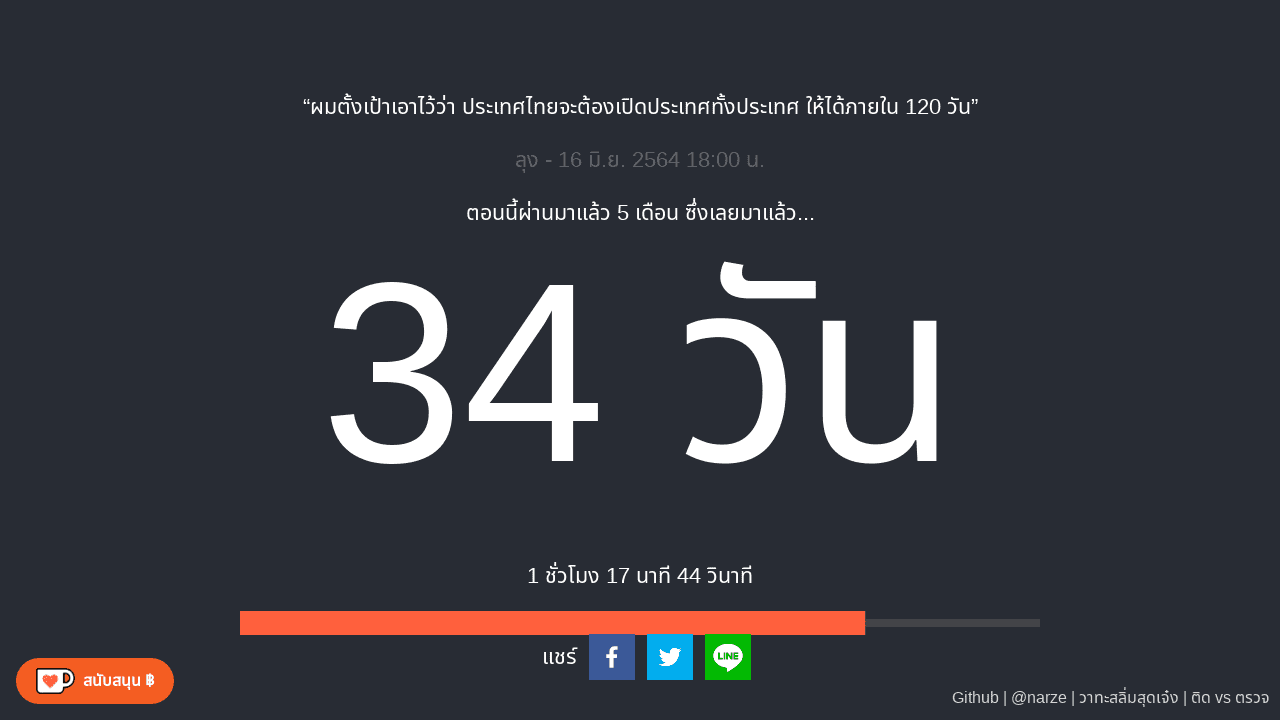 “ผมตั้งเป้าเอาไว้ว่า ประเทศไทยจะต้องเปิดประเทศทั้งประเทศ ให้ได้ภายใน 120 วัน”
ลุง - 16 มิ.ย. 2564 18:00 น.
ตอนนี้ผ่านมาแล้ว 5 เดือน ซึ่งเลยมาแล้ว...
34 วัน
1 ชั่วโมง 17 นาที 44 วินาที
แชร์
LINE
สนับสนุน ฿
Github | @narze | วาทะสลิ่มสุดเจ๋ง | ติด vs ตรวจ